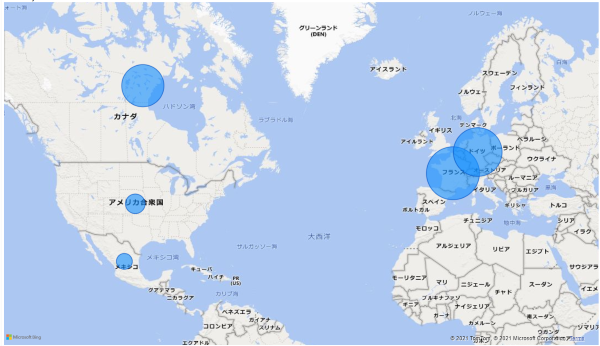 グリーンランド
(DEN)
ノルウェー海
アイスランド
スウェーデン
フィンランド
ノルウェー
カナダ
ハドソン湾
ラブラドル海
北海
デンマーク
イギリス
アイルランド
ベラルーシ
ドイツ
ポーランド
ウクライナ
フランス
オーストリア
ルーマニア
イタリア
ブルガリア
黒海
アメリカ合衆国
スペイン
ポルトガル
ギリシャ
トルコ
チュニジア
地中海
シリア
モロッコ
イラク
大西洋
サルガッソー海
アルジェリア
リビア
エジプト
メキシコ湾
メキシコ
キューバ
ハイチ
PR
(US)
サウジアラ
モーリタニア
マリ
ニジェール
チャド
スーダン
イエメ
グアテマラ
ニカラグア
カリブ海
ブルキナファソ
ギニア
ガーナ
ナイジェリア
カメルーン
南スーダン
ベネズエラ
ガイアナ
コロンビア
スリナム
エクアドル
ウガンダ
ソマリア
Microsoft Bing
© 2021 TomTom, © 2021 Microsoft Corporation Terms